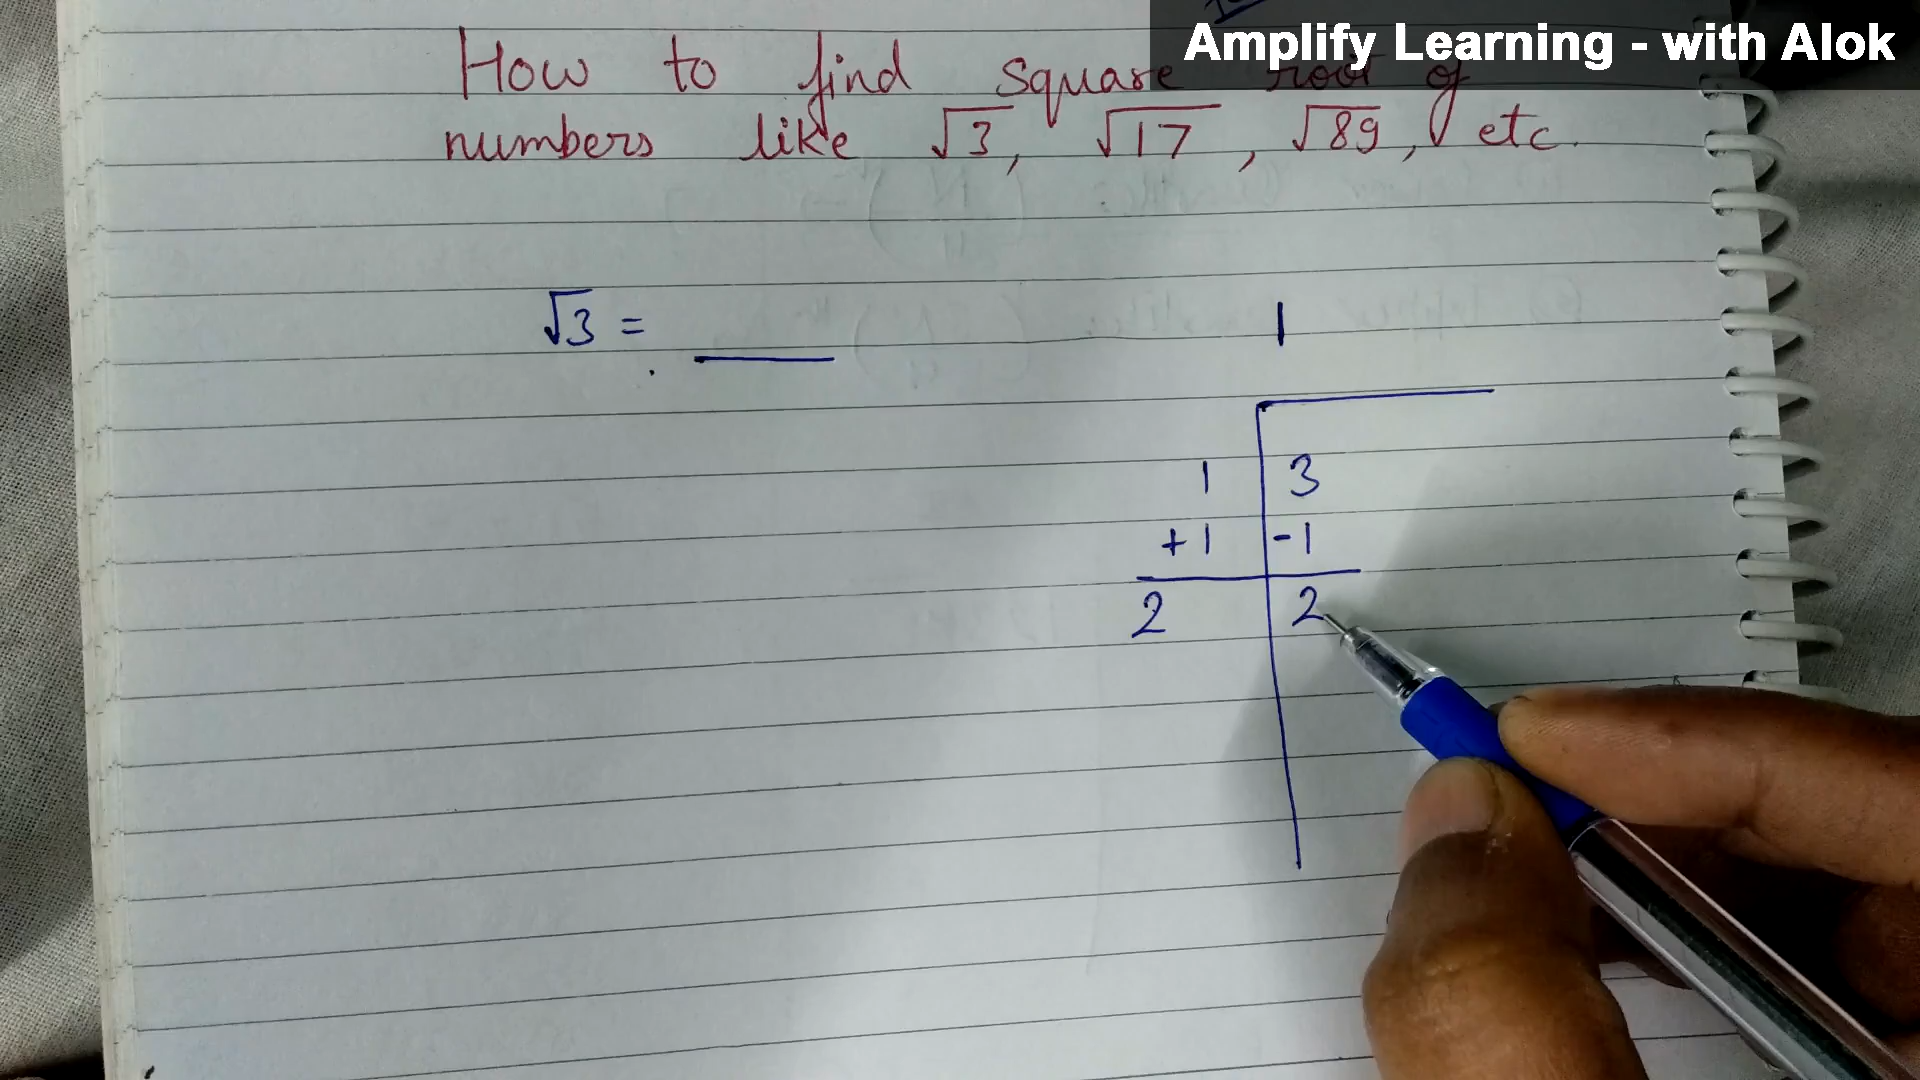 Amplify Learning - with Alok
How to find square root of
numbers like √3, √17, √89, etc.
√3 = ____
1
1 3
+1 -1
2 2